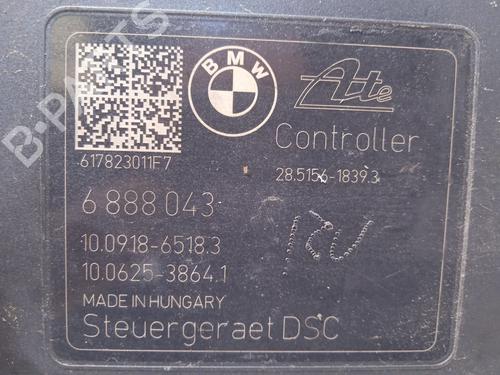 BMW
Ate
Controller
617823011F7
28.5156-1839.3
6 888 043
10.0918-6518.3
10.0625-3864.1
MADE IN HUNGARY
Steuergeraet DSC
B-PARTS